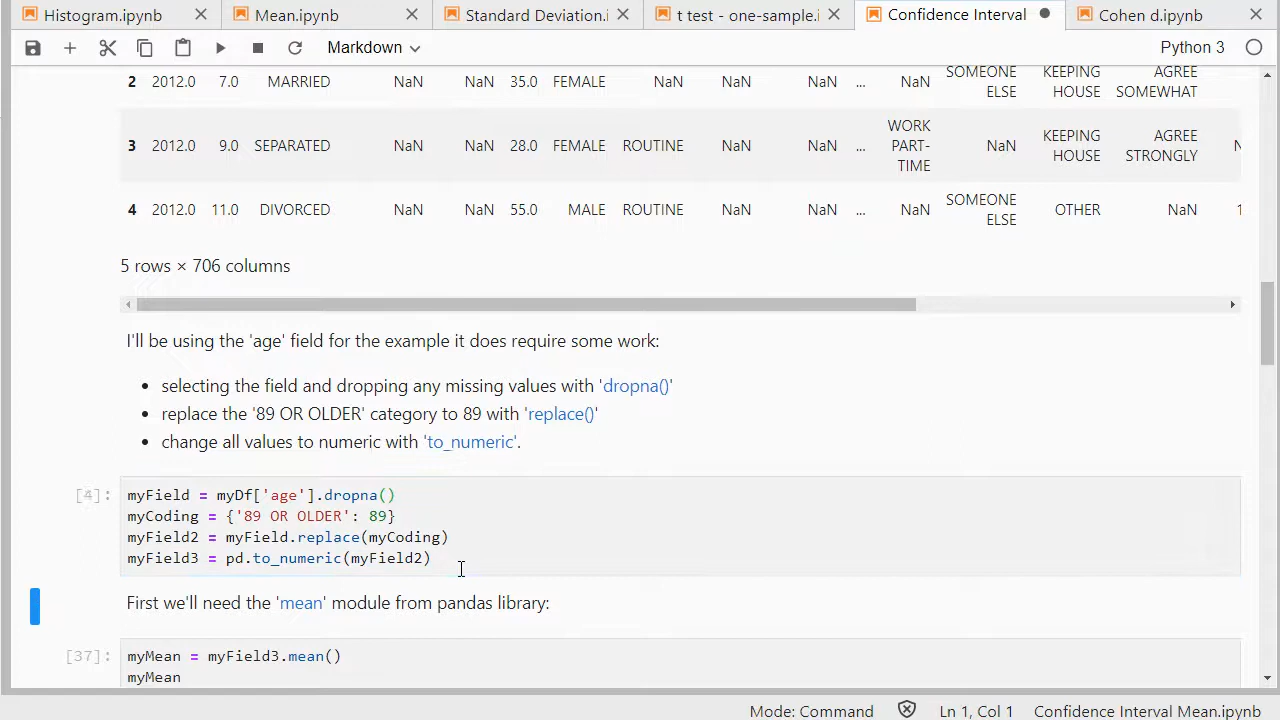 Histogram.ipynb Mean.ipynb Standard Deviation.i t test - one-sample.i Confidence Interval Cohen d.ipynb
Markdown Python 3
2 2012.0 7.0 MARRIED NaN NaN 35.0 FEMALE NaN NaN NaN ... NaN SOMEONE ELSE KEEPING HOUSE AGREE SOMEWHAT
3 2012.0 9.0 SEPARATED NaN NaN 28.0 FEMALE ROUTINE NaN NaN ... WORK PART-TIME NaN KEEPING HOUSE AGREE STRONGLY
4 2012.0 11.0 DIVORCED NaN NaN 55.0 MALE ROUTINE NaN NaN ... NaN SOMEONE ELSE OTHER NaN 1
5 rows × 706 columns
I'll be using the 'age' field for the example it does require some work:
• selecting the field and dropping any missing values with 'dropna()'
• replace the '89 OR OLDER' category to 89 with 'replace()'
• change all values to numeric with 'to_numeric'.
[4]: myField = myDf['age'].dropna()
myCoding = {'89 OR OLDER': 89}
myField2 = myField.replace(myCoding)
myField3 = pd.to_numeric(myField2)
First we'll need the 'mean' module from pandas library:
[37]: myMean = myField3.mean()
myMean
Mode: Command Ln 1, Col 1 Confidence Interval Mean.ipynb